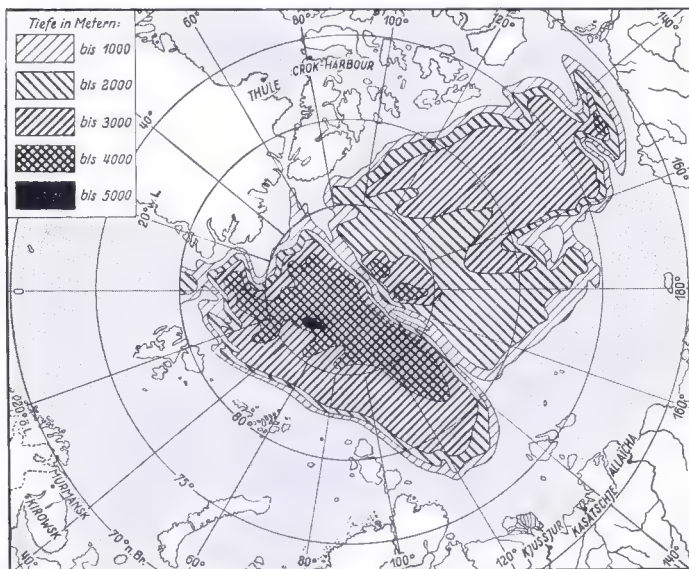 Tiefe in Metern:
bis 1000
bis 2000
bis 3000
bis 4000
bis 5000
60°
80°
100°
120°
140°
THULE
CROK-HARBOUR
40°
20° w.L.
160°
0
180°
160°
20° ö.L.
MURMANSK
KIROWSK
40°
70° n.Br.
75°
80°
60°
80°
100°
120°
140°
KJUSSJUR
KASATSCHJE
ALLAICHA